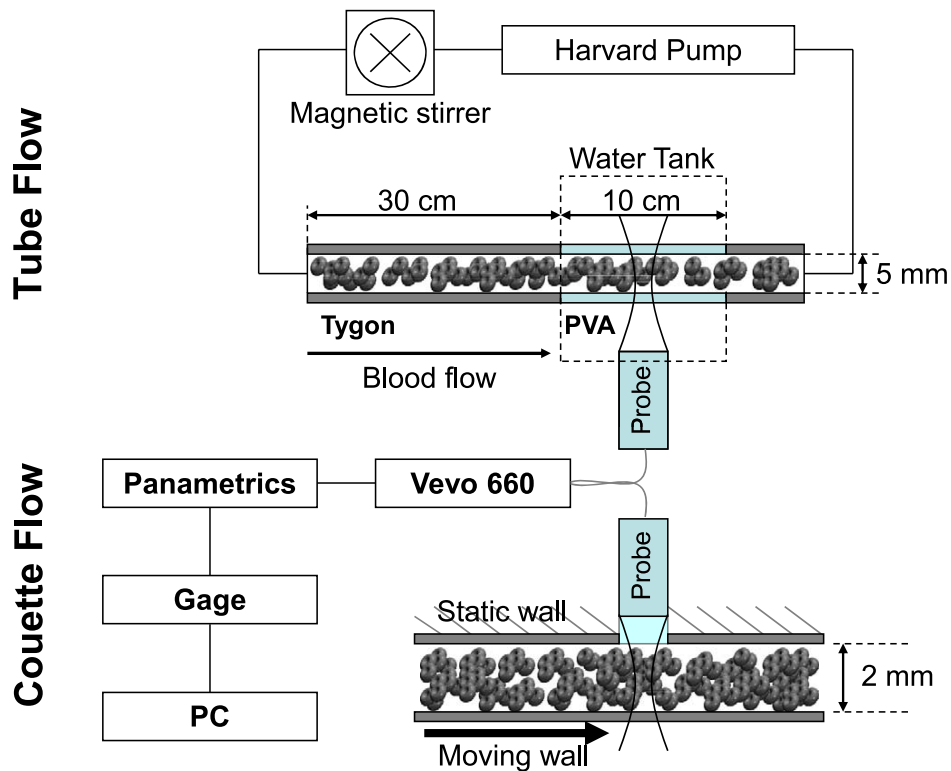 Tube Flow
Harvard Pump
Magnetic stirrer
Water Tank
30 cm
10 cm
5 mm
Tygon
PVA
Blood flow
Probe
Couette Flow
Panametrics
Vevo 660
Probe
Gage
Static wall
2 mm
PC
Moving wall